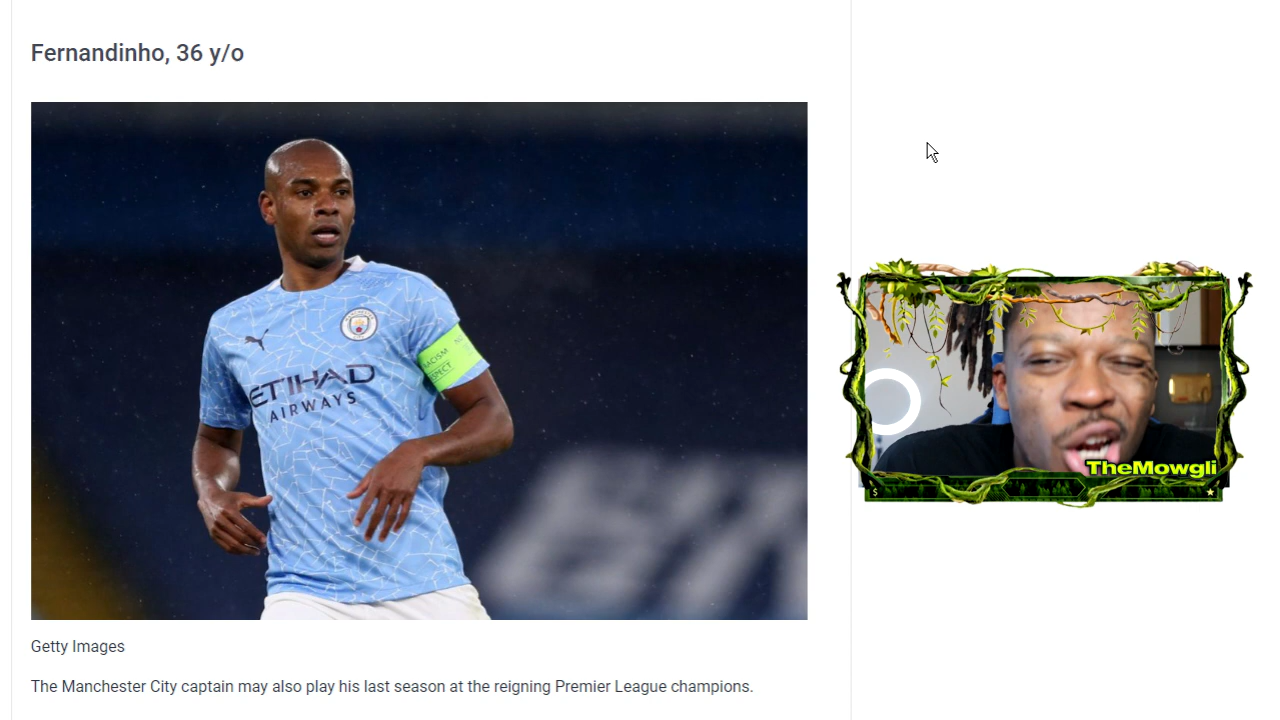 Fernandinho, 36 y/o
ETIHAD
AIRWAYS
RACISM
TheMowgli
$
Getty Images
The Manchester City captain may also play his last season at the reigning Premier League champions.